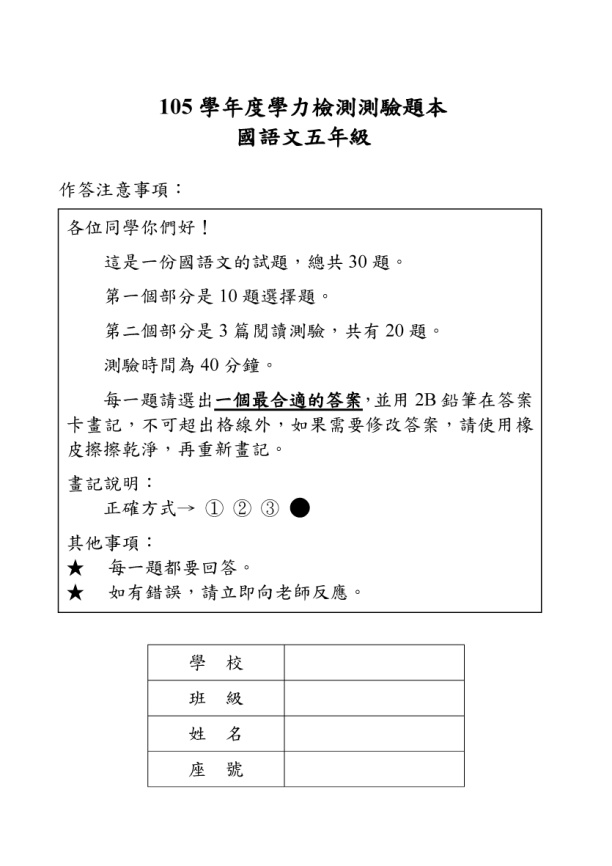 105 學年度學力檢測測驗題本
國語文五年級
作答注意事項：
各位同學你們好！
這是一份國語文的試題，總共 30 題。
第一個部分是 10 題選擇題。
第二個部分是 3 篇閱讀測驗，共有 20 題。
測驗時間為 40 分鐘。
每一題請選出一個最合適的答案，並用 2B 鉛筆在答案
卡畫記，不可超出格線外，如果需要修改答案，請使用橡
皮擦擦乾淨，再重新畫記。
畫記說明：
正確方式→ ① ② ③ ●
其他事項：
★ 每一題都要回答。
★ 如有錯誤，請立即向老師反應。
學 校
班 級
姓 名
座 號